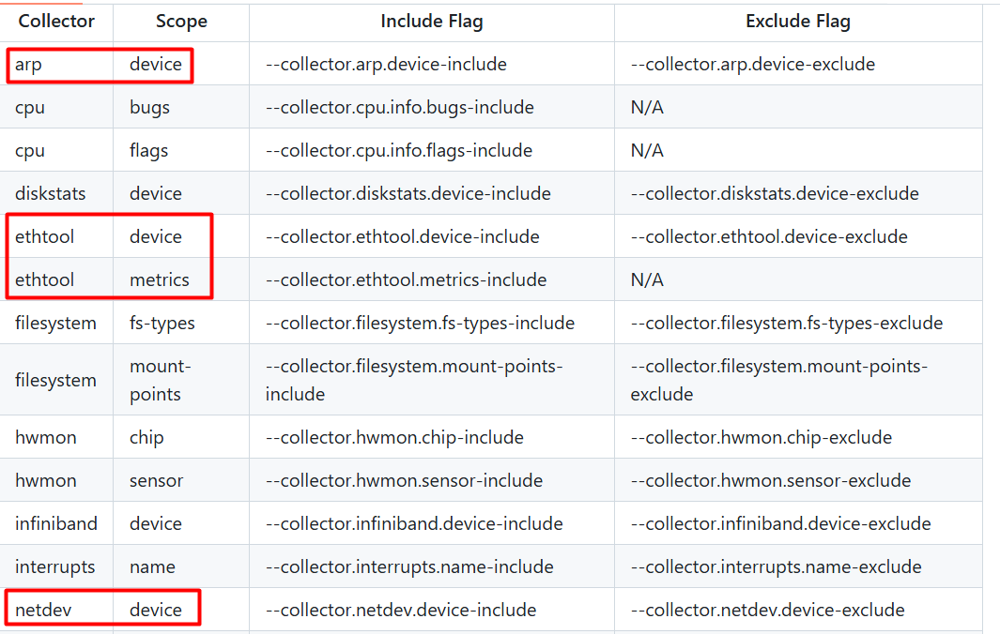 Collector Scope Include Flag Exclude Flag
arp device --collector.arp.device-include --collector.arp.device-exclude
cpu bugs --collector.cpu.info.bugs-include N/A
cpu flags --collector.cpu.info.flags-include N/A
diskstats device --collector.diskstats.device-include --collector.diskstats.device-exclude
ethtool device --collector.ethtool.device-include --collector.ethtool.device-exclude
ethtool metrics --collector.ethtool.metrics-include N/A
filesystem fs-types --collector.filesystem.fs-types-include --collector.filesystem.fs-types-exclude
filesystem mount- --collector.filesystem.mount-points- --collector.filesystem.mount-points-
points include exclude
hwmon chip --collector.hwmon.chip-include --collector.hwmon.chip-exclude
hwmon sensor --collector.hwmon.sensor-include --collector.hwmon.sensor-exclude
infiniband device --collector.infiniband.device-include --collector.infiniband.device-exclude
interrupts name --collector.interrupts.name-include --collector.interrupts.name-exclude
netdev device --collector.netdev.device-include --collector.netdev.device-exclude